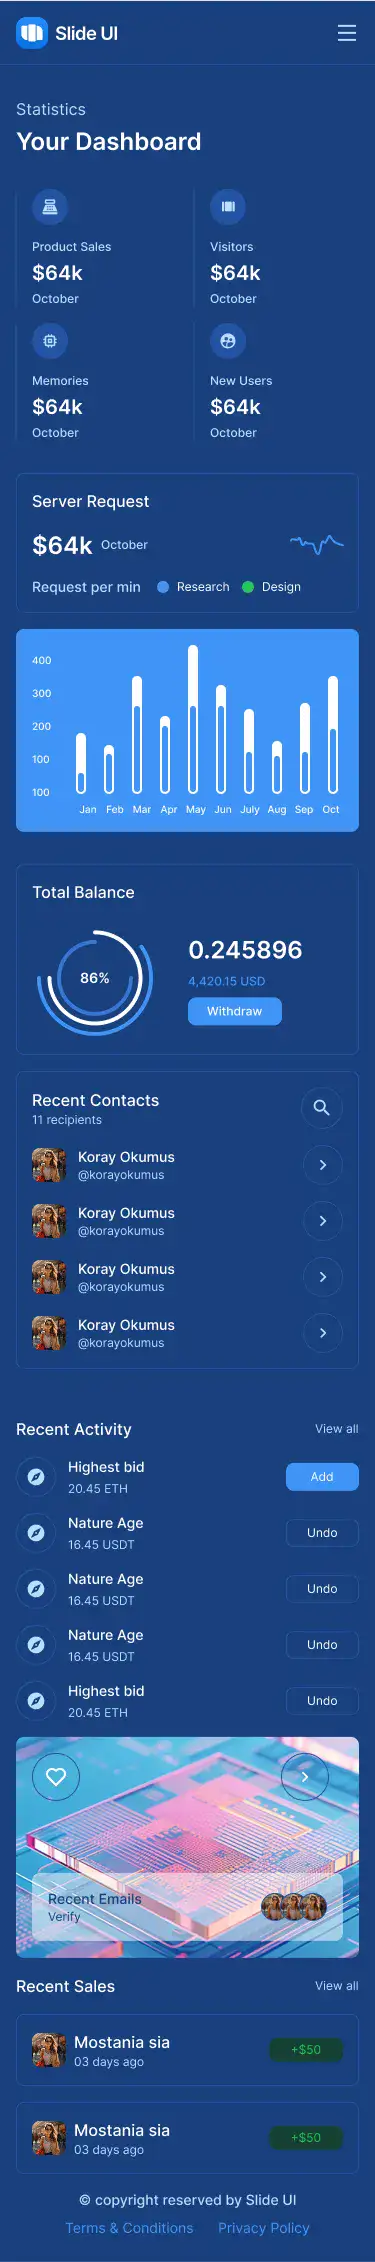 Slide UI
Statistics
Your Dashboard
Product Sales
$64k
October
Visitors
$64k
October
Memories
$64k
October
New Users
$64k
October
Server Request
$64k October
Request per min Research Design
400
300
200
100
100
Jan Feb Mar Apr May Jun July Aug Sep Oct
Total Balance
86%
0.245896
4,420.15 USD
Withdraw
Recent Contacts
11 recipients
Koray Okumus
@korayokumus
Koray Okumus
@korayokumus
Koray Okumus
@korayokumus
Koray Okumus
@korayokumus
Recent Activity View all
Highest bid
20.45 ETH
Add
Nature Age
16.45 USDT
Undo
Nature Age
16.45 USDT
Undo
Nature Age
16.45 USDT
Undo
Highest bid
20.45 ETH
Undo
Recent Emails
Verify
Recent Sales View all
Mostania sia
03 days ago
+$50
Mostania sia
03 days ago
+$50
© copyright reserved by Slide UI
Terms & Conditions Privacy Policy